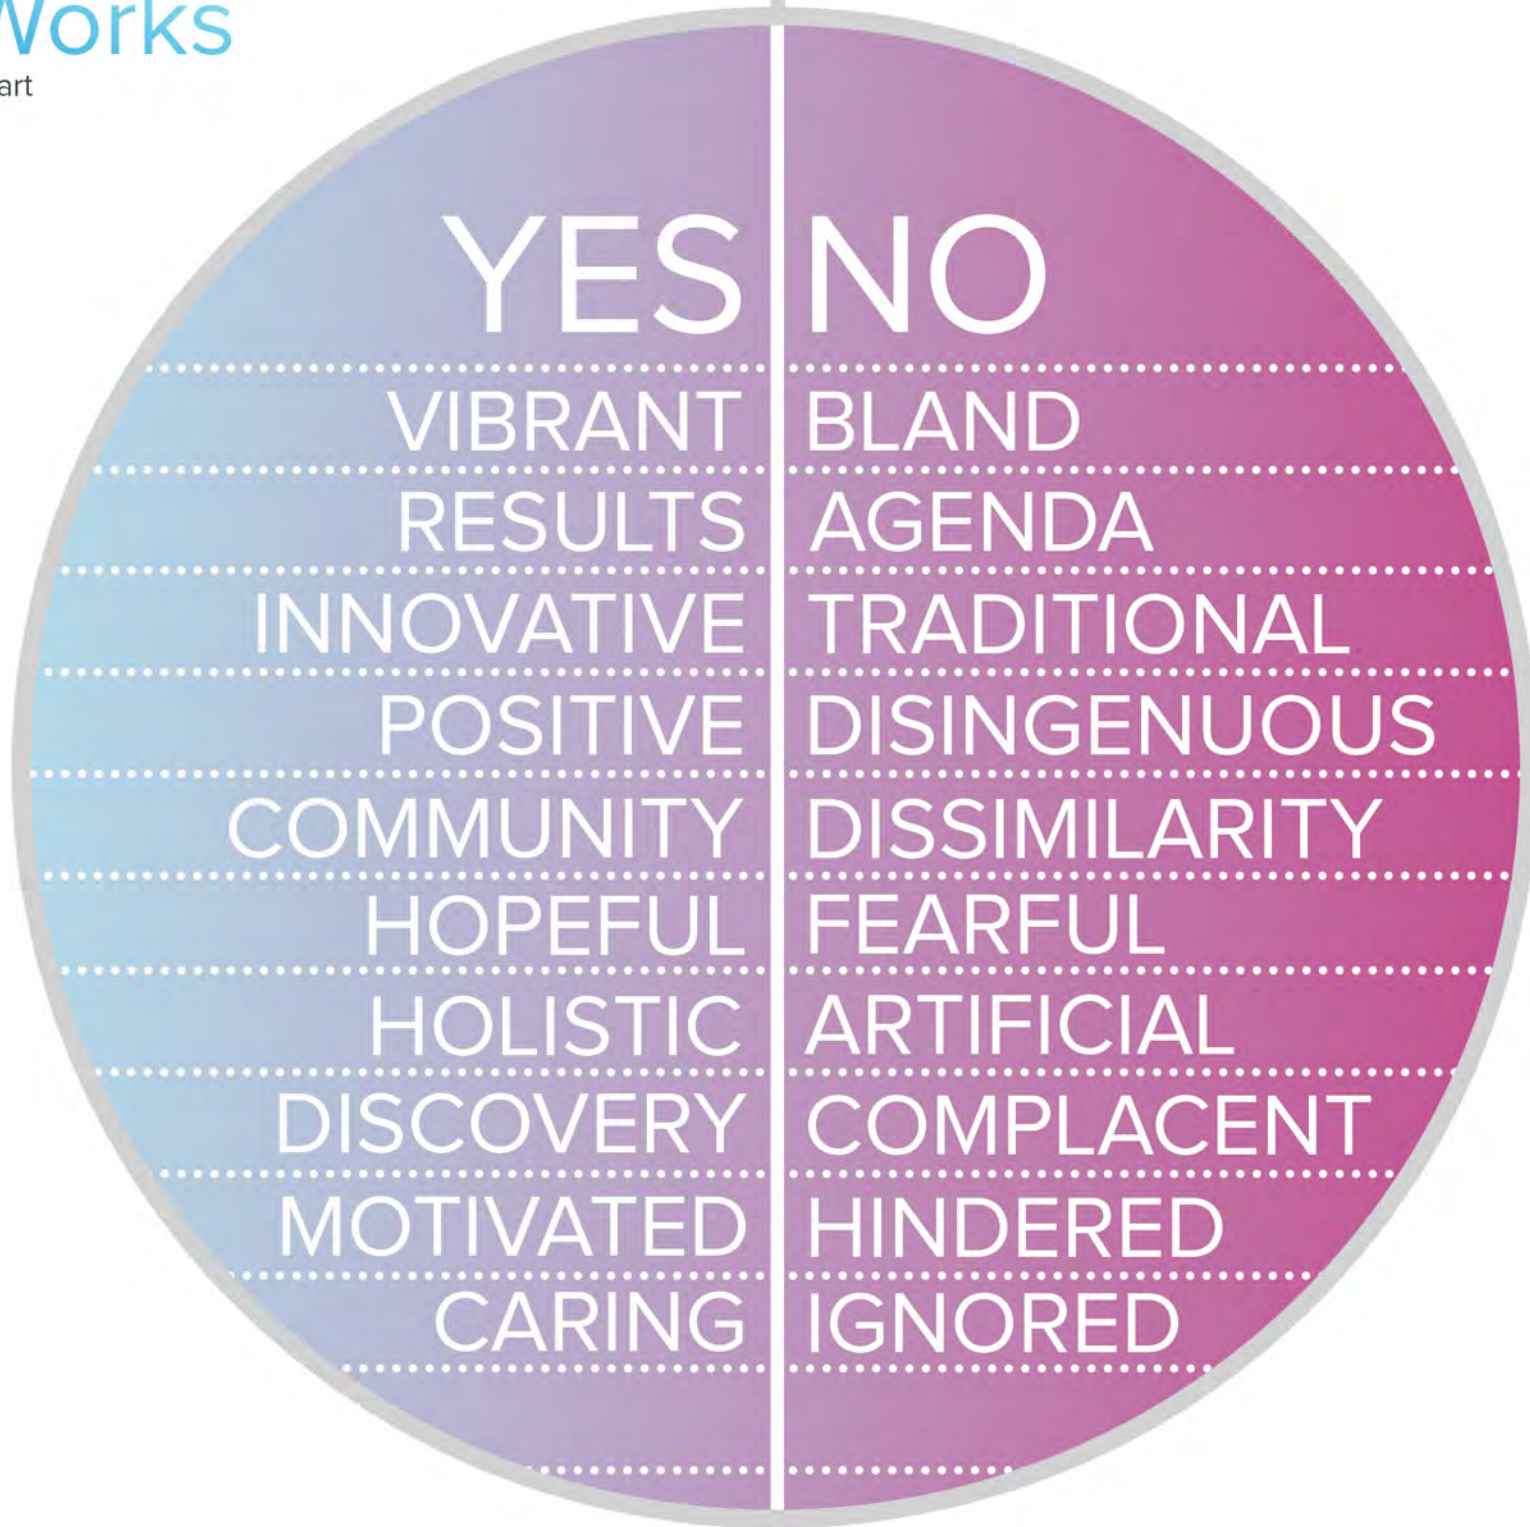 Works
art
YES NO
VIBRANT BLAND
RESULTS AGENDA
INNOVATIVE TRADITIONAL
POSITIVE DISINGENUOUS
COMMUNITY DISSIMILARITY
HOPEFUL FEARFUL
HOLISTIC ARTIFICIAL
DISCOVERY COMPLACENT
MOTIVATED HINDERED
CARING IGNORED